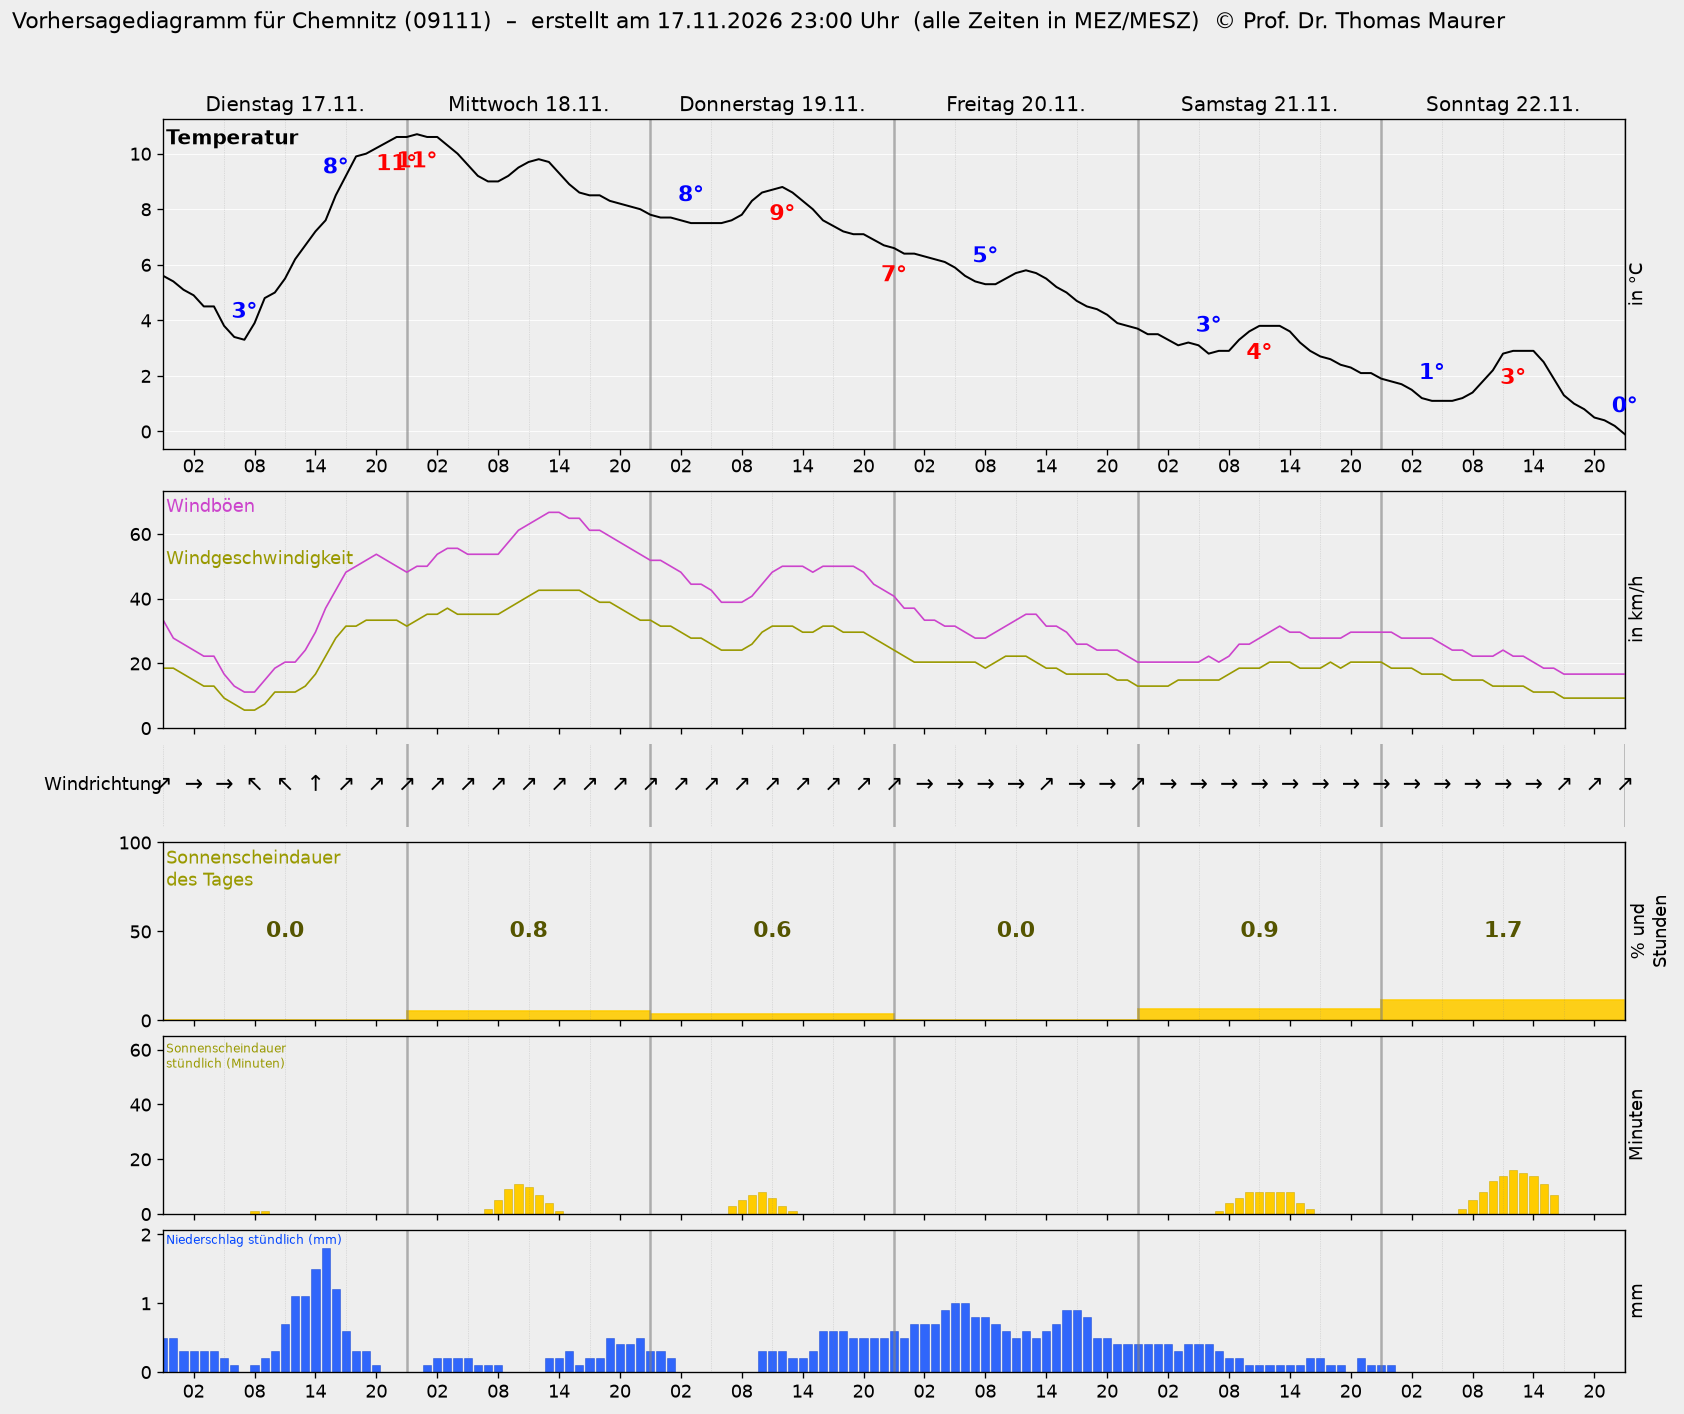 Vorhersagediagramm für Chemnitz (09111)  –  erstellt am 17.11.2026 23:00 Uhr  (alle Zeiten in MEZ/MESZ)  © Prof. Dr. Thomas Maurer
Dienstag 17.11. Mittwoch 18.11. Donnerstag 19.11. Freitag 20.11. Samstag 21.11. Sonntag 22.11.
Temperatur
10
8
6
4
2
0
3° 8° 11° 11° 8° 9° 7° 5° 3° 4° 1° 3° 0°
in °C
02 08 14 20 02 08 14 20 02 08 14 20 02 08 14 20 02 08 14 20 02 08 14 20
Windböen
Windgeschwindigkeit
60
40
20
0
in km/h
Windrichtung ↗ → → ↖ ↖ ↑ ↗ ↗ ↗ ↗ ↗ ↗ ↗ ↗ ↗ ↗ ↗ ↗ ↗ ↗ ↗ ↗ ↗ ↗ ↗ → → → → ↗ → → ↗ → → → → → → → → → → → → → ↗ ↗ ↗
100
Sonnenscheindauer
des Tages
50
0.0 0.8 0.6 0.0 0.9 1.7
0
% und
Stunden
60
Sonnenscheindauer
stündlich (Minuten)
40
20
0
Minuten
2
Niederschlag stündlich (mm)
1
0
mm
02 08 14 20 02 08 14 20 02 08 14 20 02 08 14 20 02 08 14 20 02 08 14 20